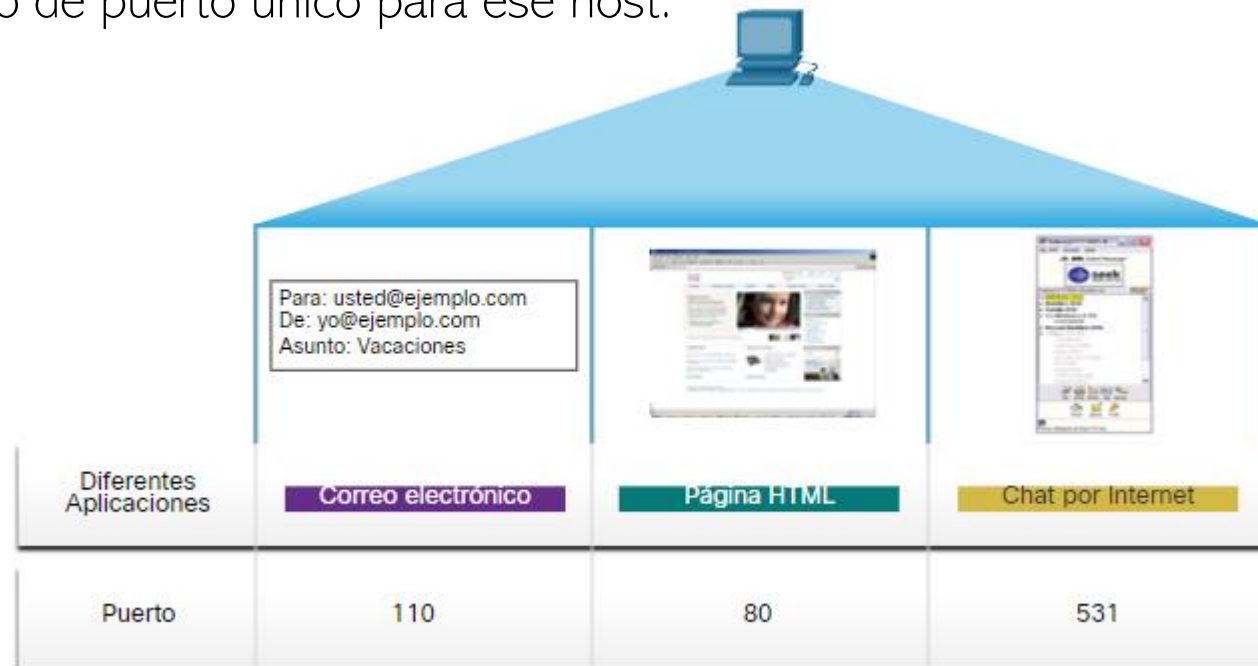 o de puerto único para ese host.
Para: usted@ejemplo.com
De: yo@ejemplo.com
Asunto: Vacaciones
seek
Diferentes
Aplicaciones
Correo electrónico
Página HTML
Chat por Internet
Puerto
110
80
531